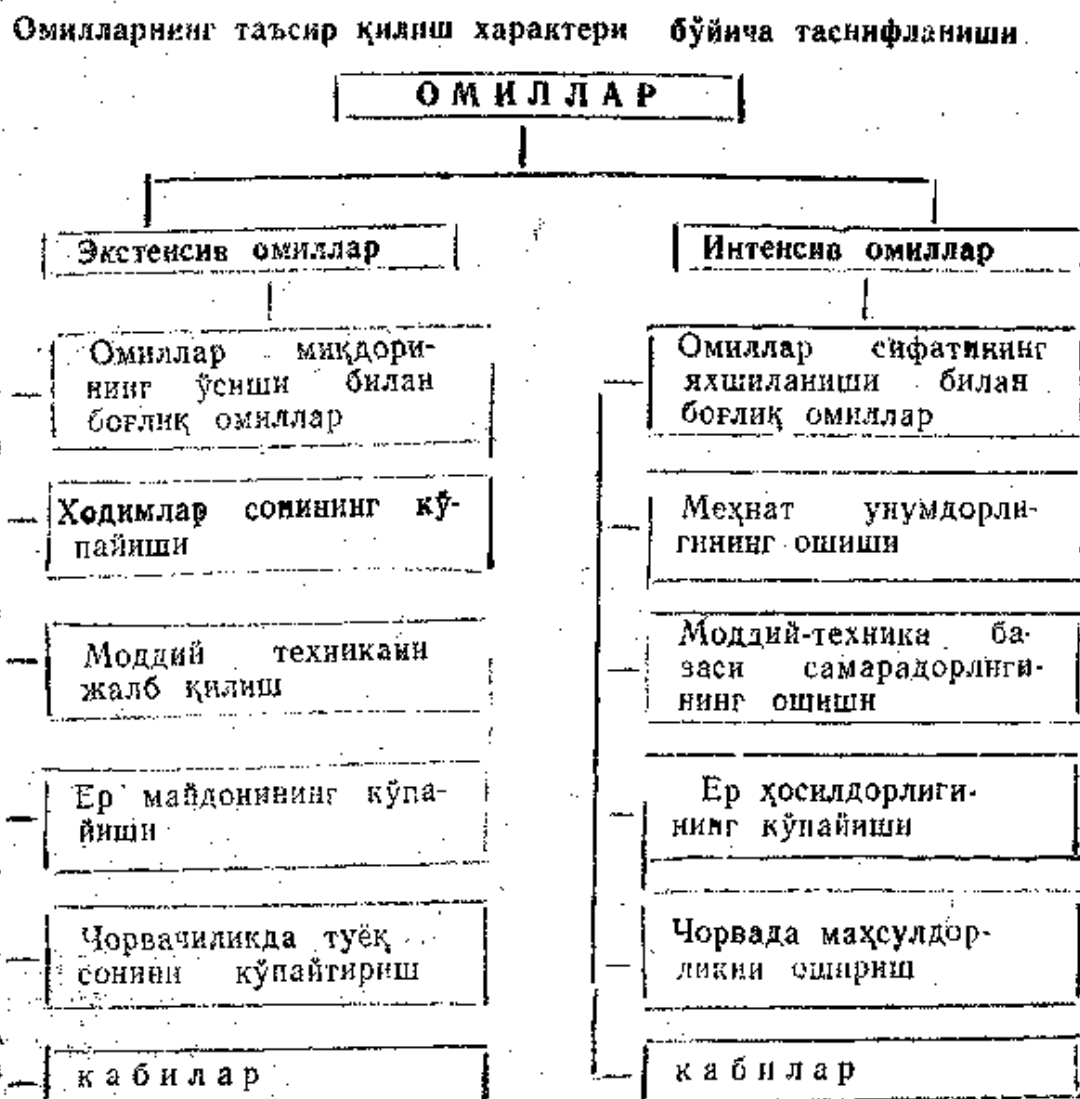 Омилларнинг таъсир қилиш характери бўйича таснифланиши
ОМИЛЛАР
Экстенсив омиллар
Омиллар миқдори-
нинг ўсиши билан
боғлиқ омиллар
Ходимлар сонининг кў-
пайиши
Моддий техникани
жалб қилиш
Ер майдонининг кўпа-
йиши
Чорвачиликда туёқ
сонини кўпайтириш
кабилар
Интенсив омиллар
Омиллар сифатининг
яхшиланиши билан
боғлиқ омиллар
Меҳнат унумдорли-
гининг ошиши
Моддий-техника ба-
заси самарадорлиги-
нинг ошиши
Ер ҳосилдорлиги-
нинг кўпайиши
Чорвада маҳсулдор-
ликни ошириш
кабилар